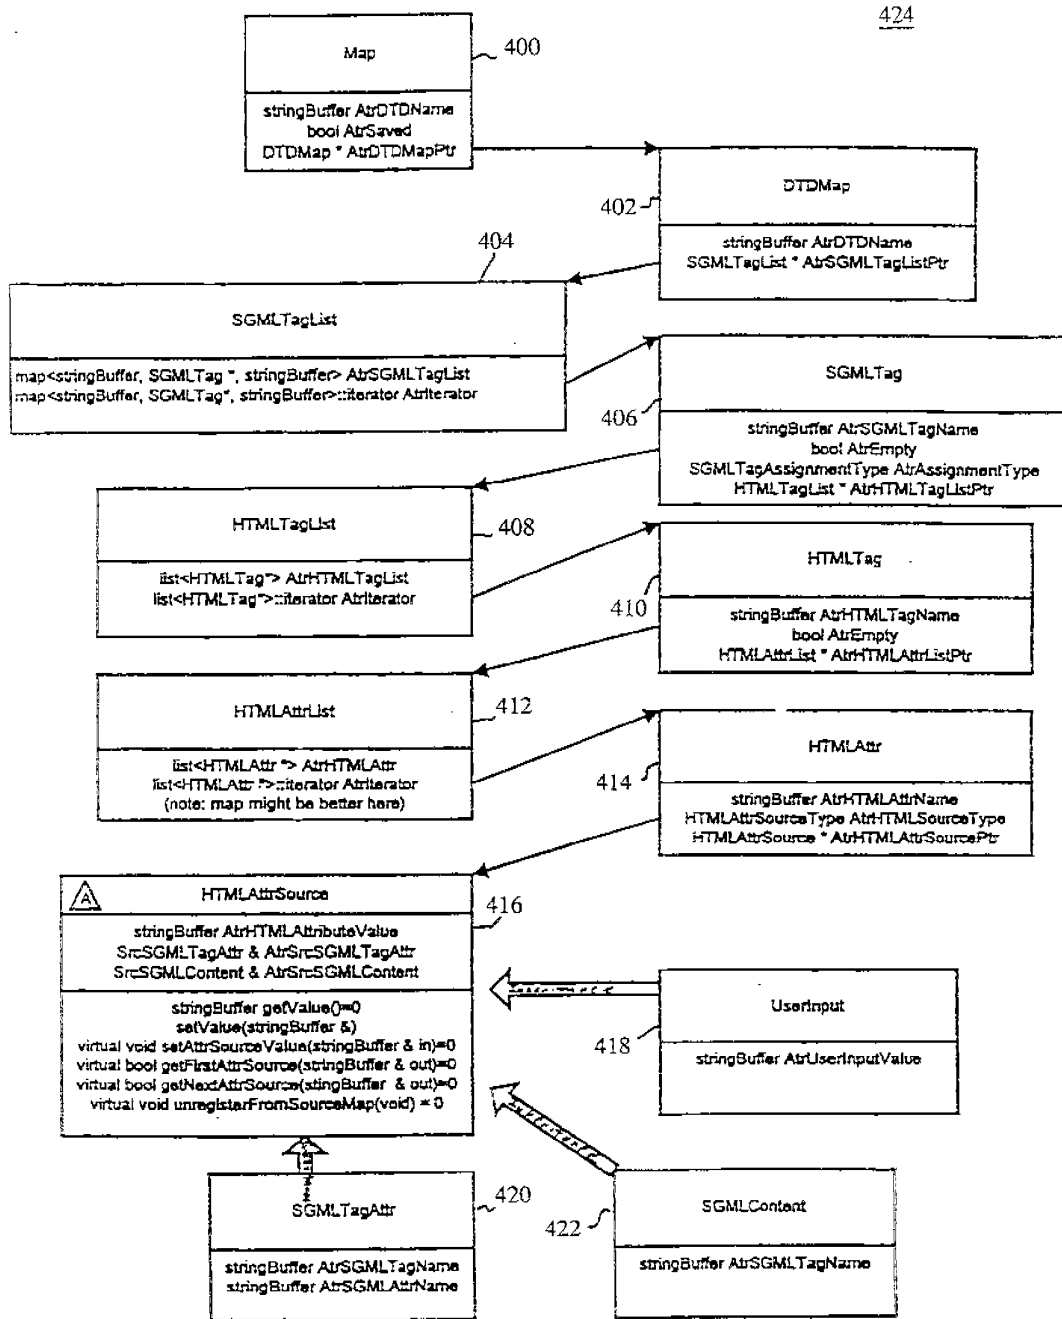 424
Map
400
stringBuffer AtrDTDName
bool AtrSaved
DTDMap * AtrDTDMapPtr
DTDMap
402
stringBuffer AtrDTDName
SGMLTagList * AtrSGMLTagListPtr
404
SGMLTagList
map<stringBuffer, SGMLTag *, stringBuffer> AtrSGMLTagList
map<stringBuffer, SGMLTag*, stringBuffer>::iterator AtrIterator
SGMLTag
406
stringBuffer AtrSGMLTagName
bool AtrEmpty
SGMLTagAssignmentType AtrAssignmentType
HTMLTagList * AtrHTMLTagListPtr
HTMLTagList
408
list<HTMLTag*> AtrHTMLTagList
list<HTMLTag*>::iterator AtrIterator
HTMLTag
410
stringBuffer AtrHTMLTagName
bool AtrEmpty
HTMLAttrList * AtrHTMLAttrListPtr
HTMLAttrList
412
list<HTMLAttr *> AtrHTMLAttr
list<HTMLAttr *>::iterator AtrIterator
(note: map might be better here)
HTMLAttr
414
stringBuffer AtrHTMLAttrName
HTMLAttrSourceType AtrHTMLSourceType
HTMLAttrSource * AtrHTMLAttrSourcePtr
A
HTMLAttrSource
416
stringBuffer AtrHTMLAttributeValue
SrcSGMLTagAttr & AtrSrcSGMLTagAttr
SrcSGMLContent & AtrSrcSGMLContent
stringBuffer getValue()=0
setValue(stringBuffer &)
virtual void setAttrSourceValue(stringBuffer & in)=0
virtual bool getFirstAttrSource(stringBuffer & out)=0
virtual bool getNextAttrSource(stingBuffer & out)=0
virtual void unregisterFromSourceMap(void) = 0
UserInput
418
stringBuffer AtrUserInputValue
SGMLTagAttr
420
stringBuffer AtrSGMLTagName
stringBuffer AtrSGMLAttrName
SGMLContent
422
stringBuffer AtrSGMLTagName